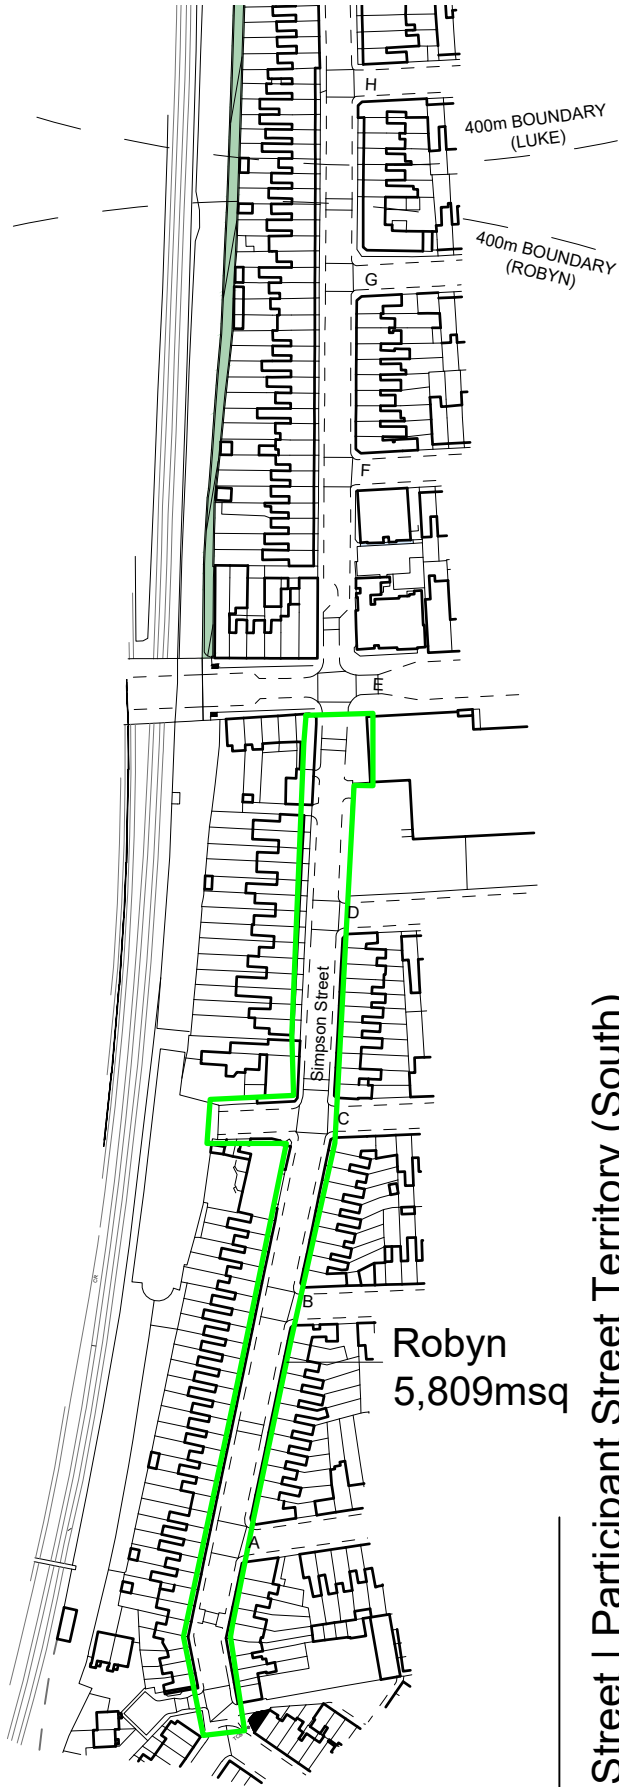 H
400m BOUNDARY
(LUKE)
400m BOUNDARY
(ROBYN)
G
F
E
D
Simpson Street
C
B
Robyn
5,809msq
A
Street | Participant Street Territory (South)